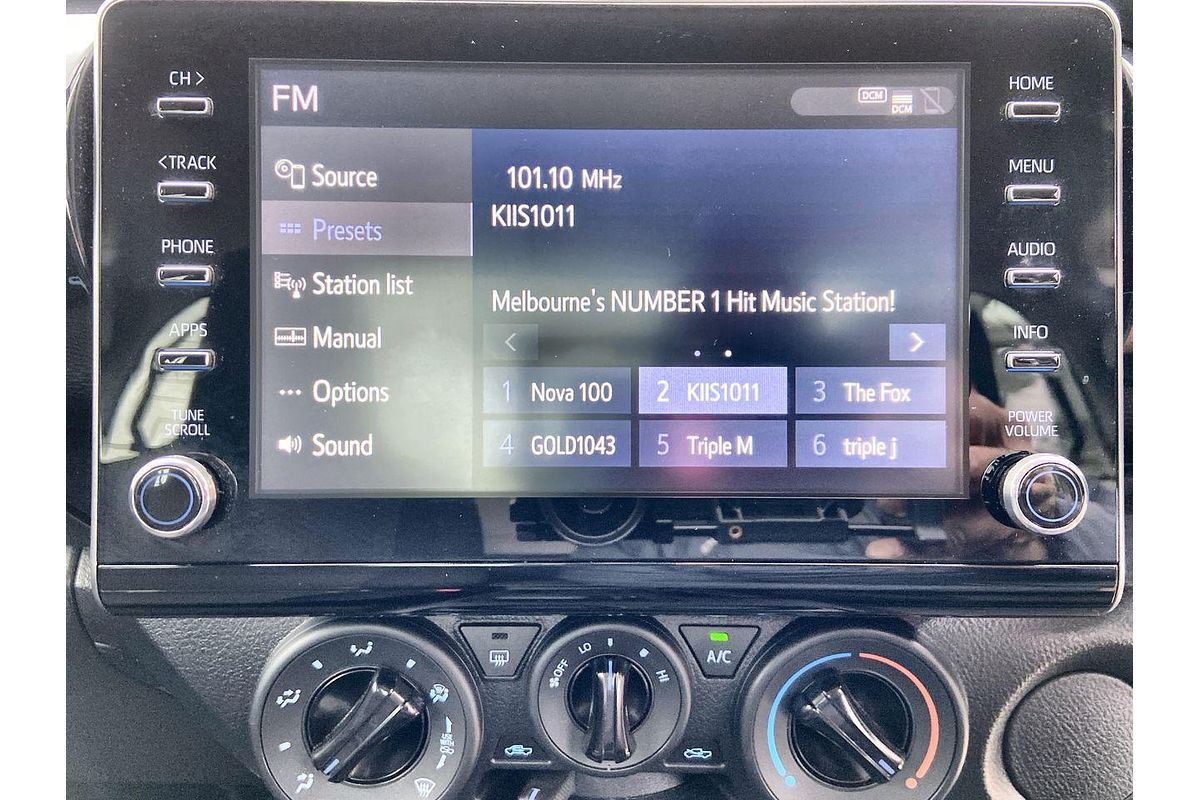 CH >
< TRACK
PHONE
APPS
TUNE
SCROLL
FM
DCM
DCM
Source
Presets
Station list
Manual
Options
Sound
101.10 MHz
KIIS1011
Melbourne's NUMBER 1 Hit Music Station!
< >
1 Nova 100
2 KIIS1011
3 The Fox
4 GOLD1043
5 Triple M
6 triple j
HOME
MENU
AUDIO
INFO
POWER
VOLUME
OFF LO HI
A/C